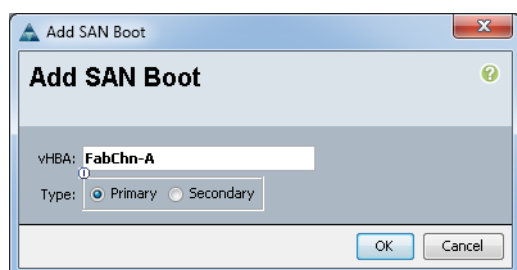 Add SAN Boot
Add SAN Boot
vHBA: FabChn-A
Type: Primary Secondary
OK Cancel